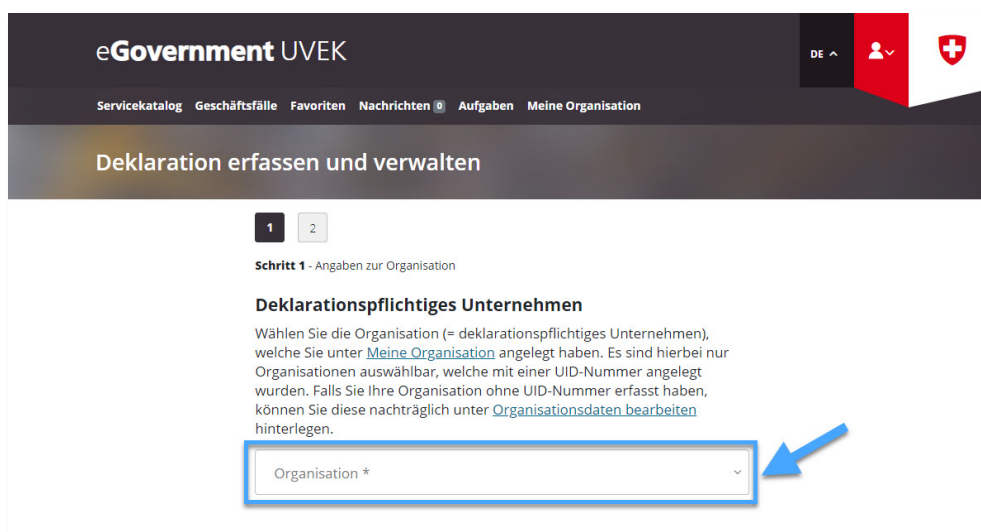 eGovernment UVEK
DE
Servicekatalog Geschäftsfälle Favoriten Nachrichten 0 Aufgaben Meine Organisation
Deklaration erfassen und verwalten
1 2
Schritt 1 - Angaben zur Organisation
Deklarationspflichtiges Unternehmen
Wählen Sie die Organisation (= deklarationspflichtiges Unternehmen),
welche Sie unter Meine Organisation angelegt haben. Es sind hierbei nur
Organisationen auswählbar, welche mit einer UID-Nummer angelegt
wurden. Falls Sie Ihre Organisation ohne UID-Nummer erfasst haben,
können Sie diese nachträglich unter Organisationsdaten bearbeiten
hinterlegen.
Organisation *